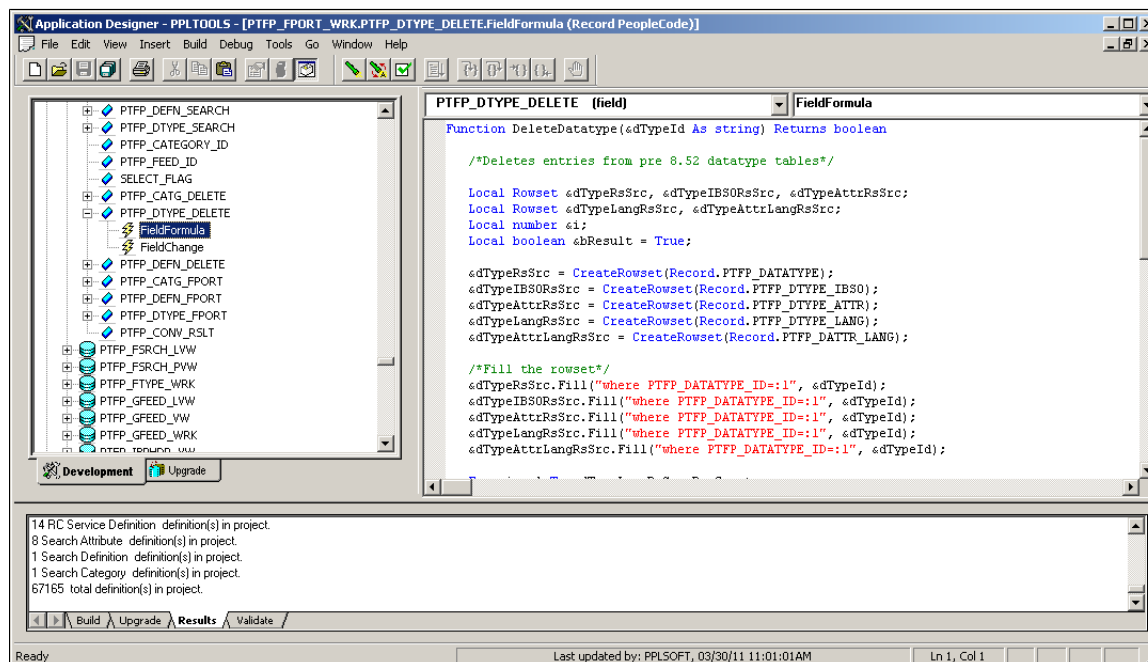 Application Designer - PPLTOOLS - [PTFP_FPORT_WRK.PTFP_DTYPE_DELETE.FieldFormula (Record PeopleCode)]
File Edit View Insert Build Debug Tools Go Window Help
PTFP_DEFN_SEARCH
PTFP_DTYPE_SEARCH
PTFP_CATEGORY_ID
PTFP_FEED_ID
SELECT_FLAG
PTFP_CATG_DELETE
PTFP_DTYPE_DELETE
FieldFormula
FieldChange
PTFP_DEFN_DELETE
PTFP_CATG_FPORT
PTFP_DEFN_FPORT
PTFP_DTYPE_FPORT
PTFP_CONV_RSLT
PTFP_FSRCH_LVW
PTFP_FSRCH_PVW
PTFP_FTYPE_WRK
PTFP_GFEED_LVW
PTFP_GFEED_VW
PTFP_GFEED_WRK
Development Upgrade
PTFP_DTYPE_DELETE (field) FieldFormula
Function DeleteDatatype(&dTypeId As string) Returns boolean
/*Deletes entries from pre 8.52 datatype tables*/
Local Rowset &dTypeRsSrc, &dTypeIBSORsSrc, &dTypeAttrRsSrc;
Local Rowset &dTypeLangRsSrc, &dTypeAttrLangRsSrc;
Local number &i;
Local boolean &bResult = True;
&dTypeRsSrc = CreateRowset(Record.PTFP_DATATYPE);
&dTypeIBSORsSrc = CreateRowset(Record.PTFP_DTYPE_IBSO);
&dTypeAttrRsSrc = CreateRowset(Record.PTFP_DTYPE_ATTR);
&dTypeLangRsSrc = CreateRowset(Record.PTFP_DTYPE_LANG);
&dTypeAttrLangRsSrc = CreateRowset(Record.PTFP_DATTR_LANG);
/*Fill the rowset*/
&dTypeRsSrc.Fill("where PTFP_DATATYPE_ID=:1", &dTypeId);
&dTypeIBSORsSrc.Fill("where PTFP_DATATYPE_ID=:1", &dTypeId);
&dTypeAttrRsSrc.Fill("where PTFP_DATATYPE_ID=:1", &dTypeId);
&dTypeLangRsSrc.Fill("where PTFP_DATATYPE_ID=:1", &dTypeId);
&dTypeAttrLangRsSrc.Fill("where PTFP_DATATYPE_ID=:1", &dTypeId);
14 RC Service Definition definition(s) in project.
8 Search Attribute definition(s) in project.
1 Search Definition definition(s) in project.
1 Search Category definition(s) in project.
67165 total definition(s) in project.
Build Upgrade Results Validate
Ready Last updated by: PPLSOFT, 03/30/11 11:01:01AM Ln 1, Col 1